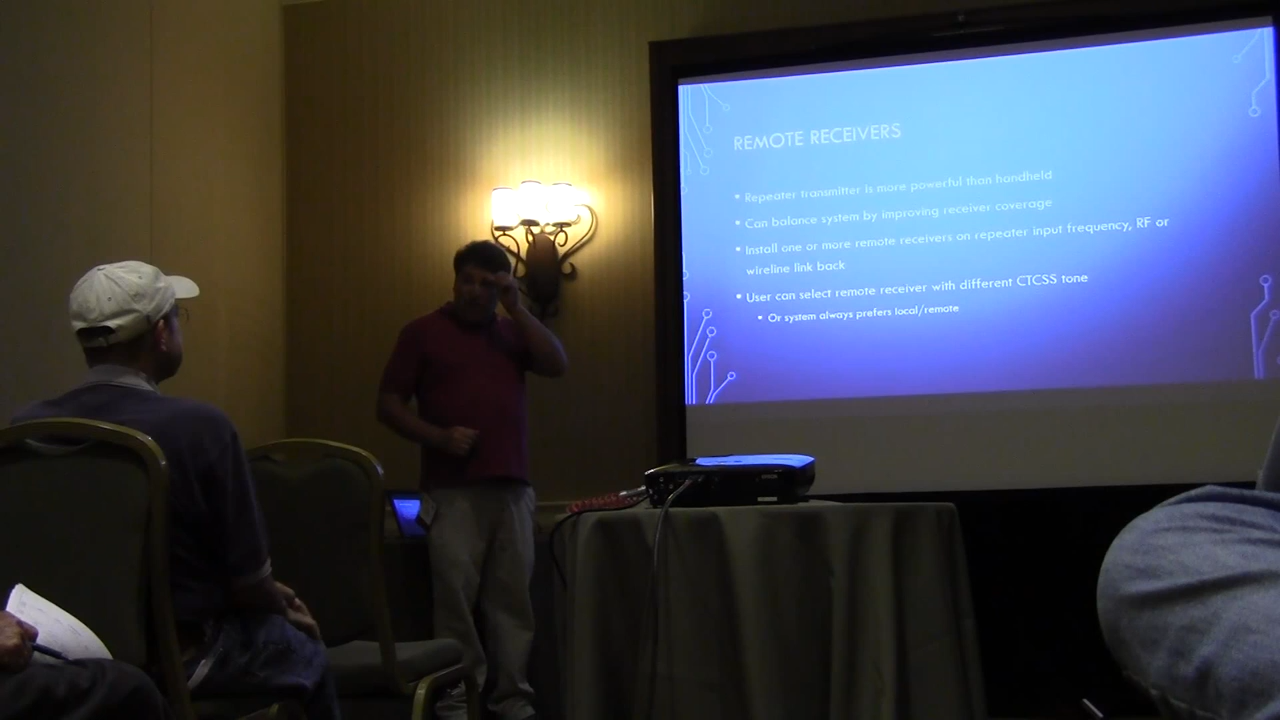 REMOTE RECEIVERS
• Repeater transmitter is more powerful than handheld
• Can balance system by improving receiver coverage
• Install one or more remote receivers on repeater input frequency, RF or
wireline link back
• User can select remote receiver with different CTCSS tone
• Or system always prefers local/remote